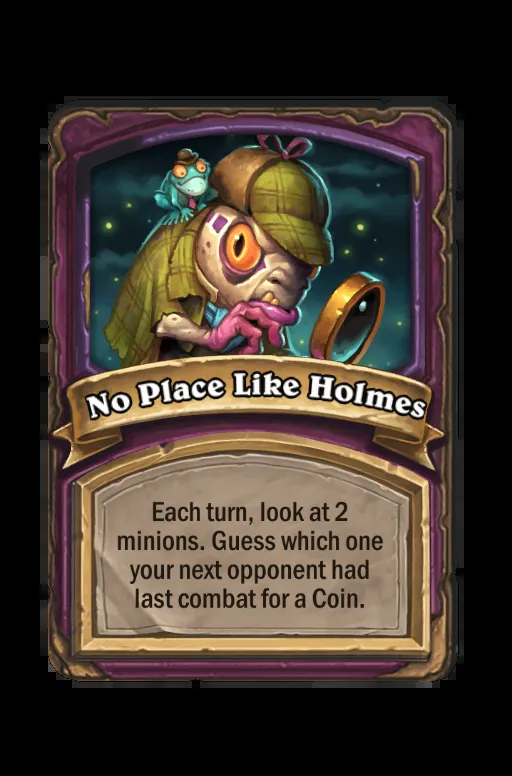 No Place Like Holmes
Each turn, look at 2
minions. Guess which one
your next opponent had
last combat for a Coin.